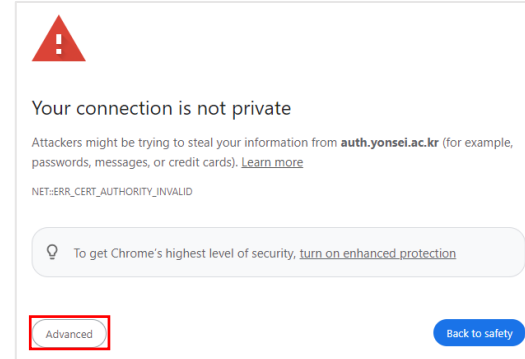 Your connection is not private
Attackers might be trying to steal your information from auth.yonsei.ac.kr (for example,
passwords, messages, or credit cards). Learn more
NET::ERR_CERT_AUTHORITY_INVALID
To get Chrome's highest level of security, turn on enhanced protection
Advanced
Back to safety